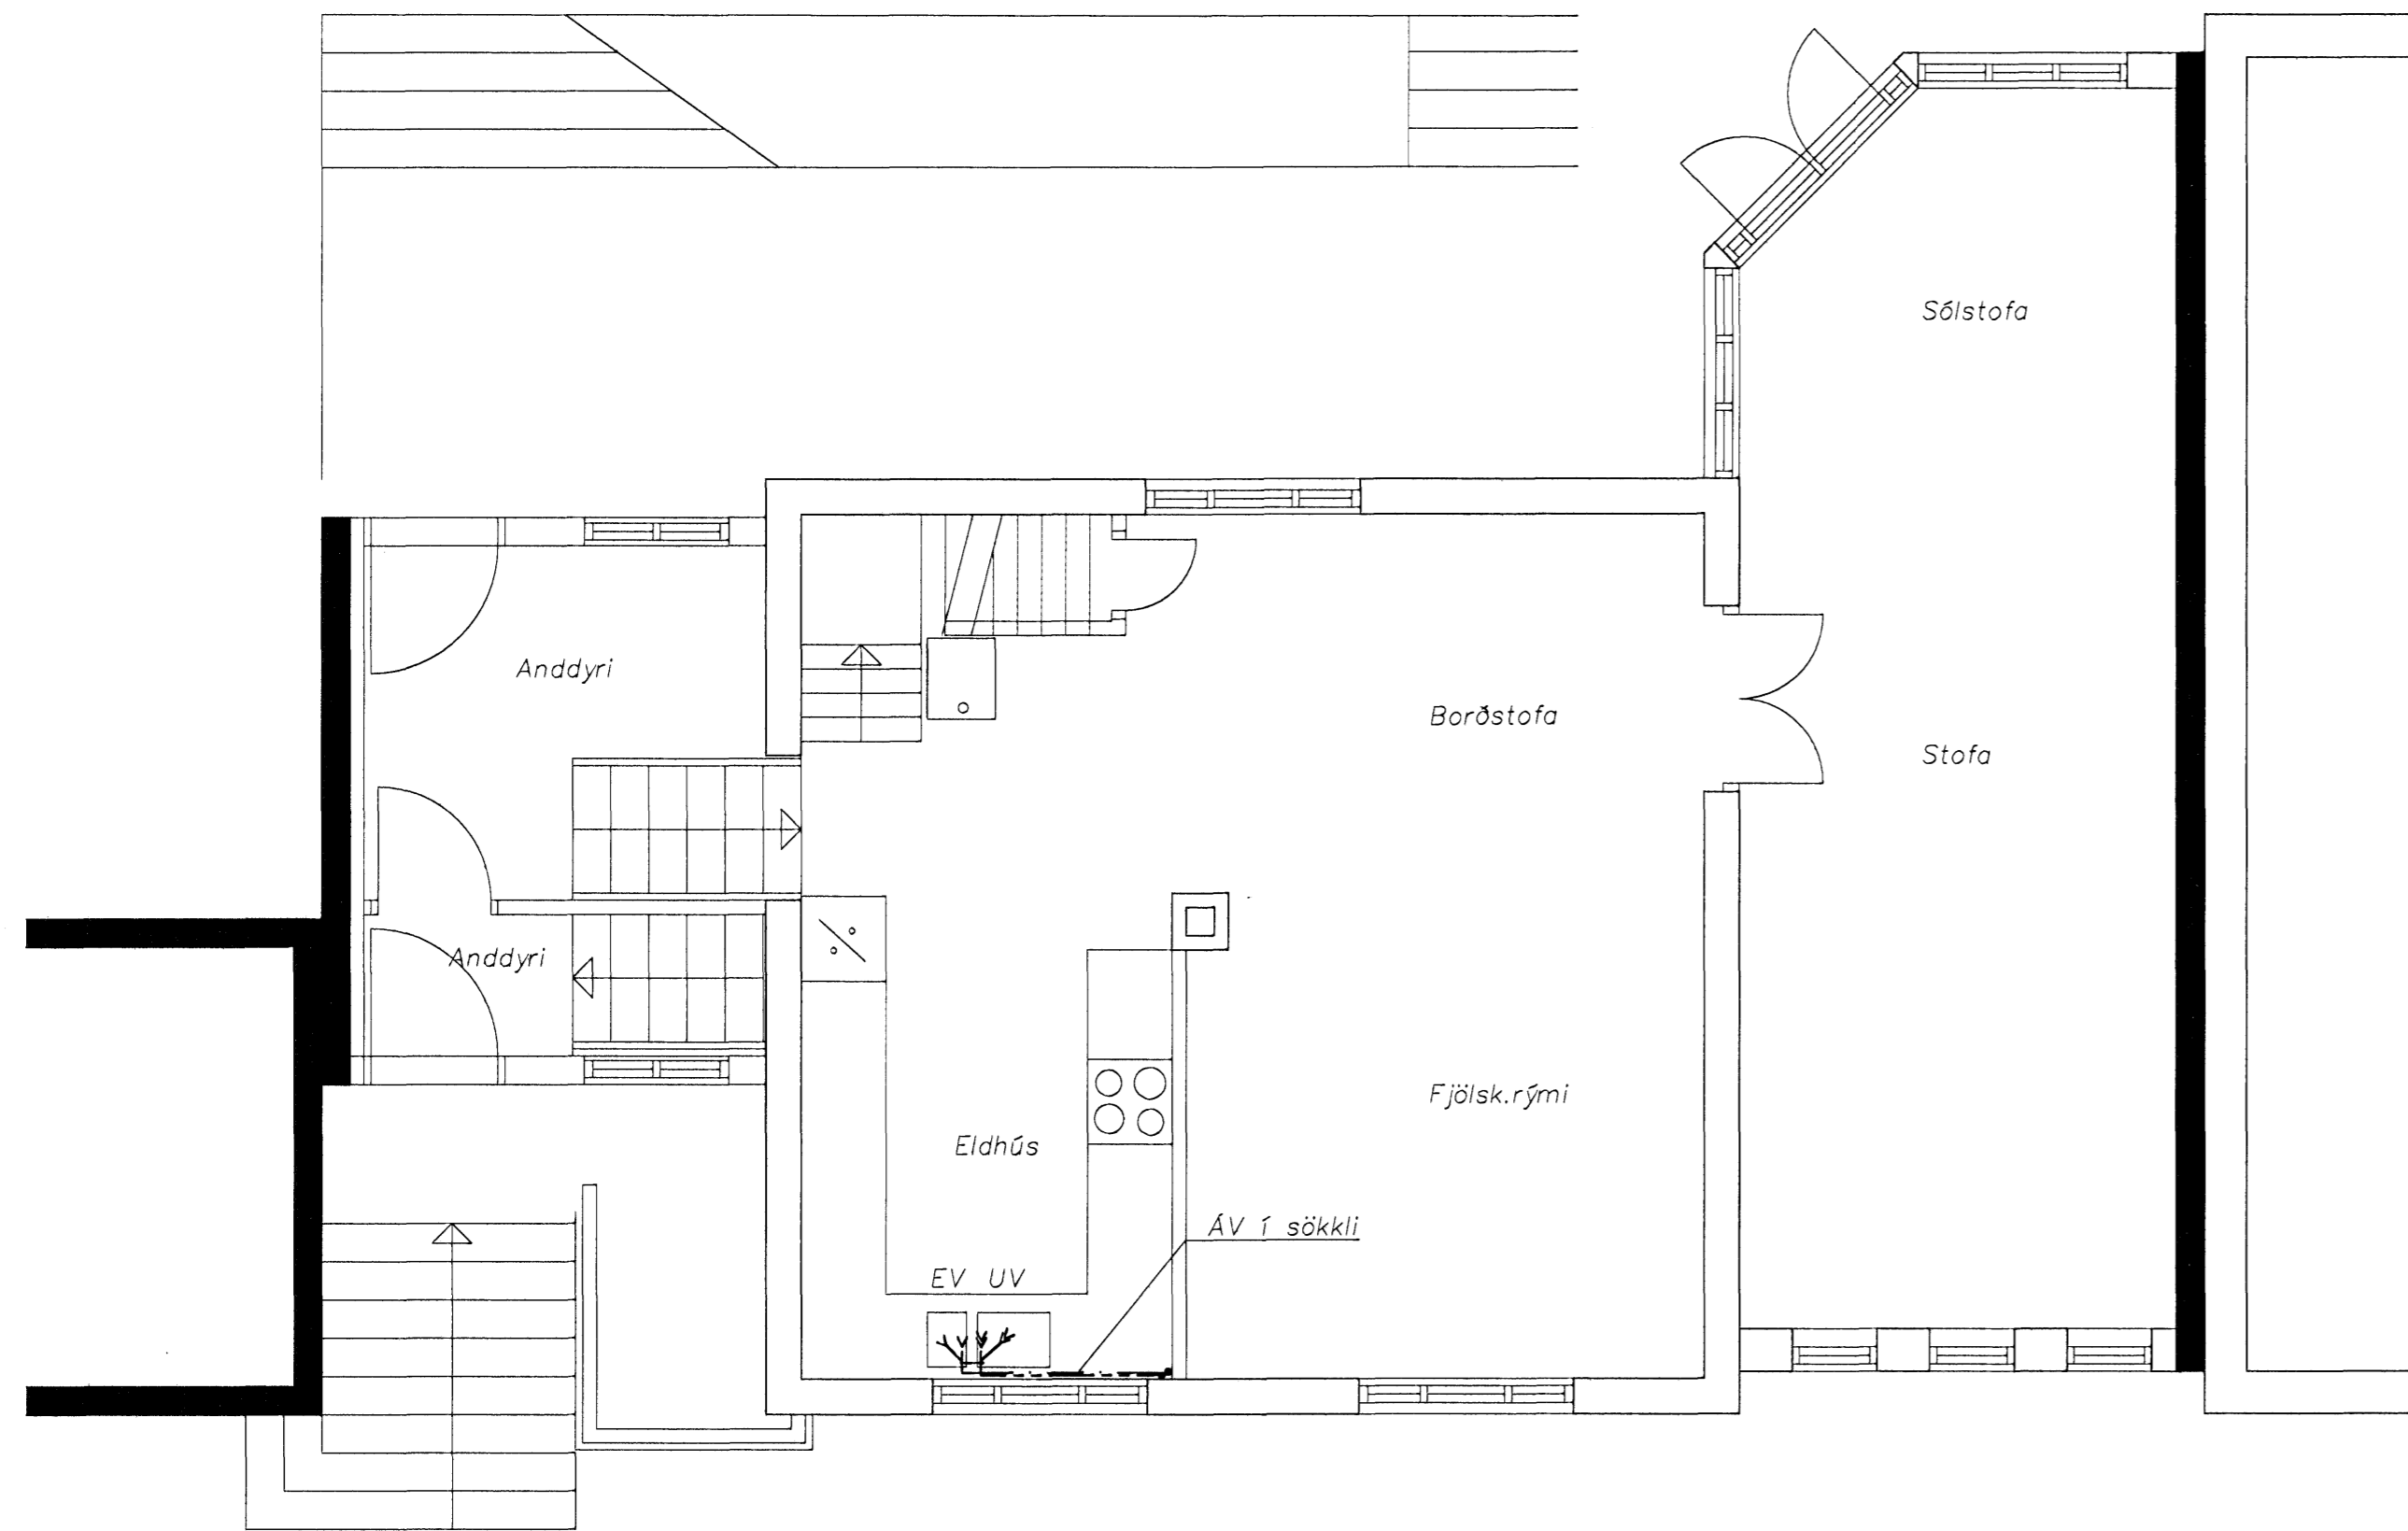 Sólstofa
Anddyri
Borðstofa
Stofa
Anddyri
Fjölsk.rými
Eldhús
ÁV í sökkli
EV UV